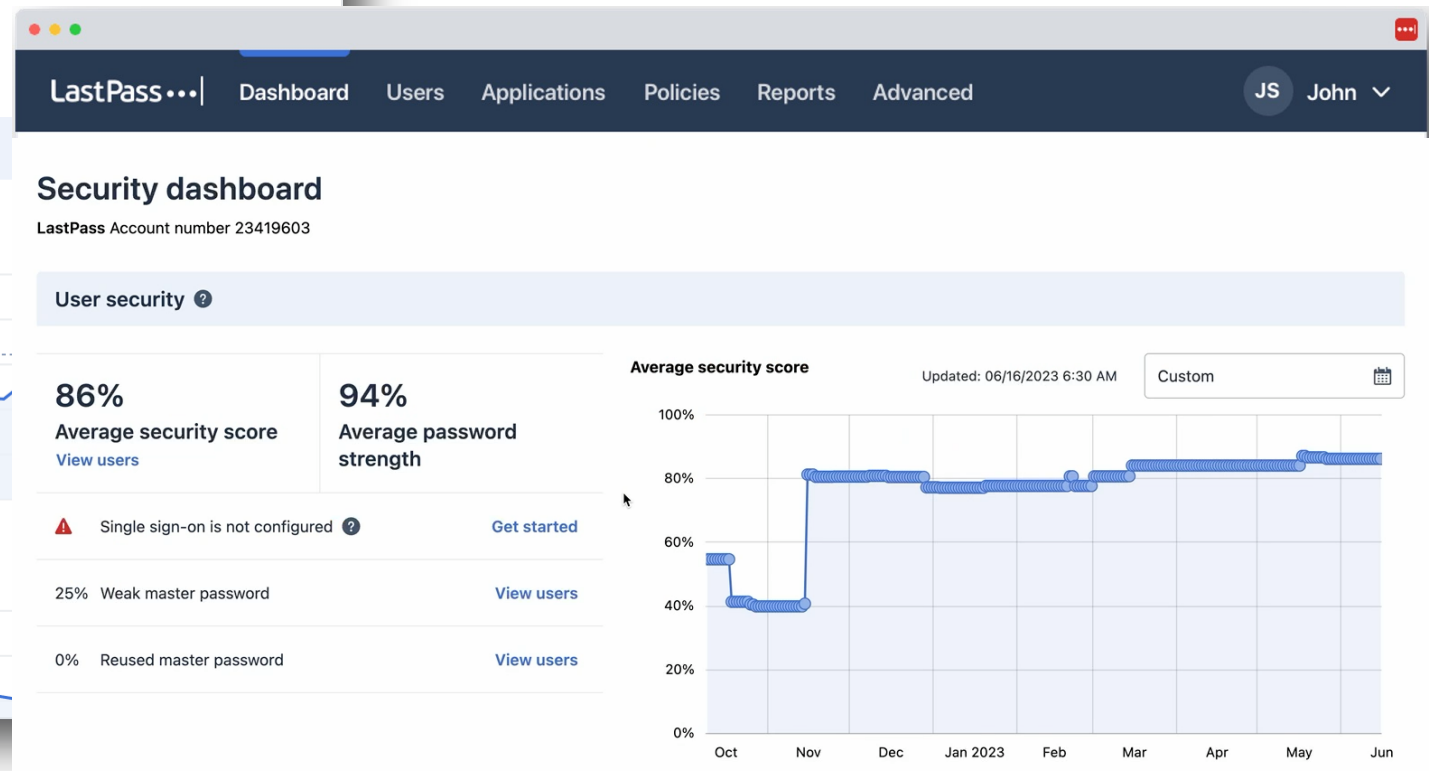 LastPass
Dashboard
Users
Applications
Policies
Reports
Advanced
JS
John
Security dashboard
LastPass Account number 23419603
User security ?
86%
Average security score
View users
94%
Average password
strength
Single sign-on is not configured ?
Get started
25% Weak master password
View users
0% Reused master password
View users
Average security score
Updated: 06/16/2023 6:30 AM
Custom
100%
80%
60%
40%
20%
0%
Oct
Nov
Dec
Jan 2023
Feb
Mar
Apr
May
Jun